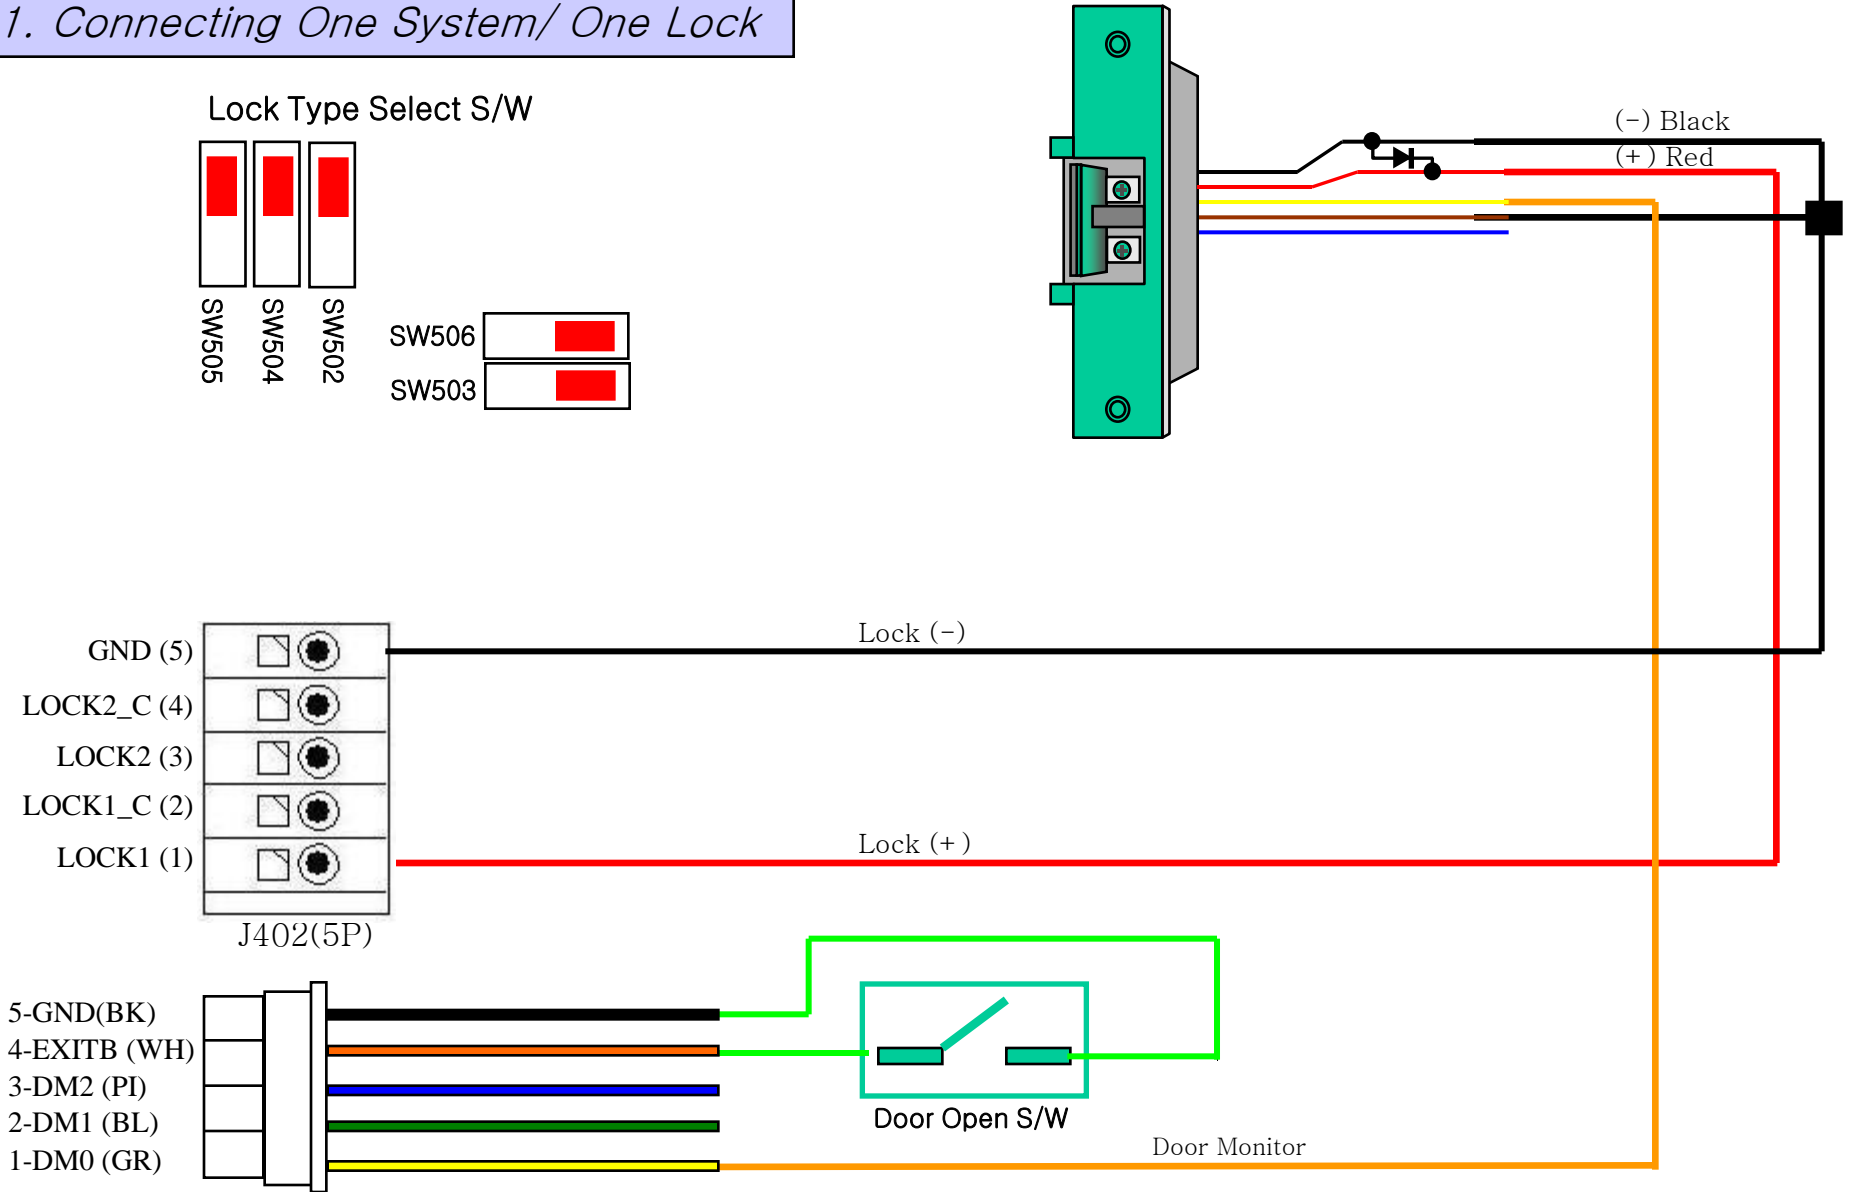 1. Connecting One System/ One Lock
Lock Type Select S/W
SW505
SW504
SW502
SW506
SW503
(-) Black
(+) Red
GND (5)
LOCK2_C (4)
LOCK2 (3)
LOCK1_C (2)
LOCK1 (1)
J402(5P)
Lock (-)
Lock (+)
5-GND(BK)
4-EXITB (WH)
3-DM2 (PI)
2-DM1 (BL)
1-DM0 (GR)
Door Open S/W
Door Monitor